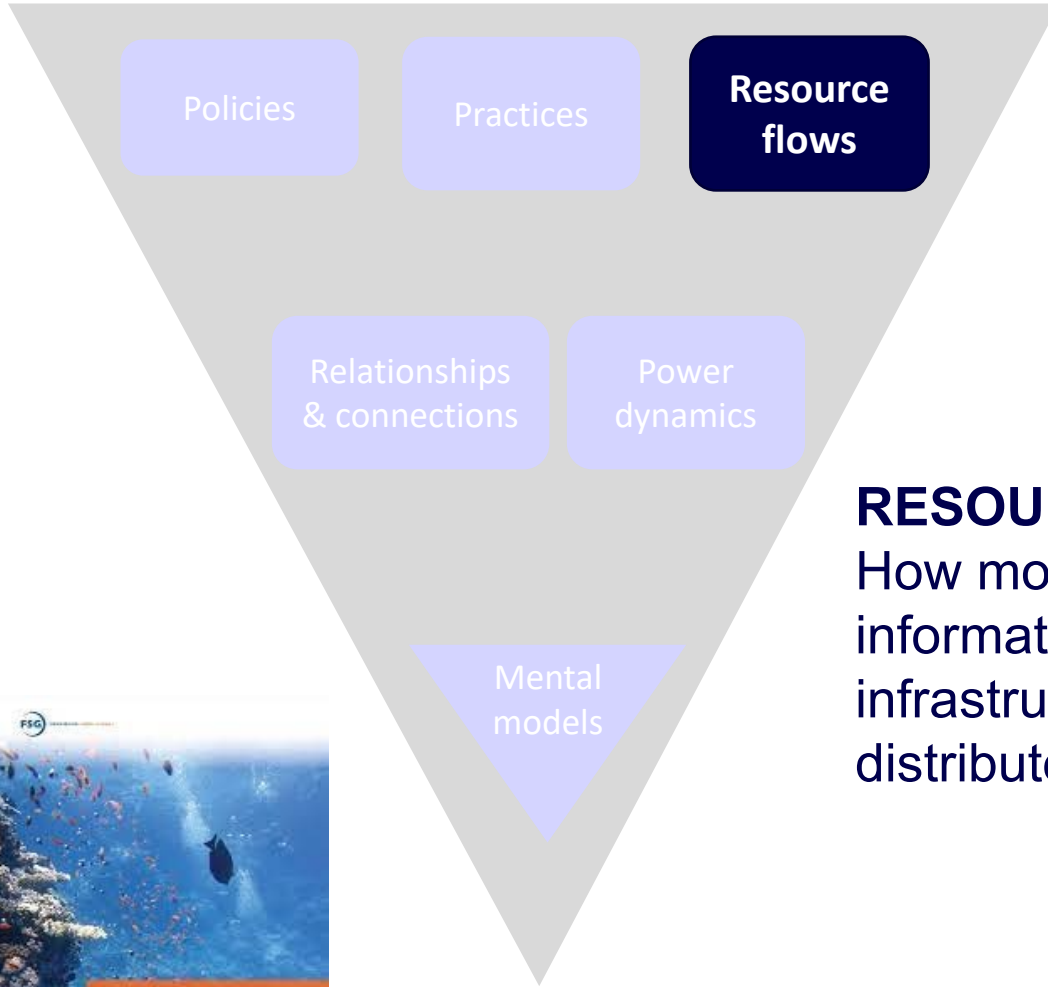 Policies
Practices
Resource
flows
Relationships
& connections
Power
dynamics
RESOU
How mo
informat
infrastru
distribut
Mental
models
FSG